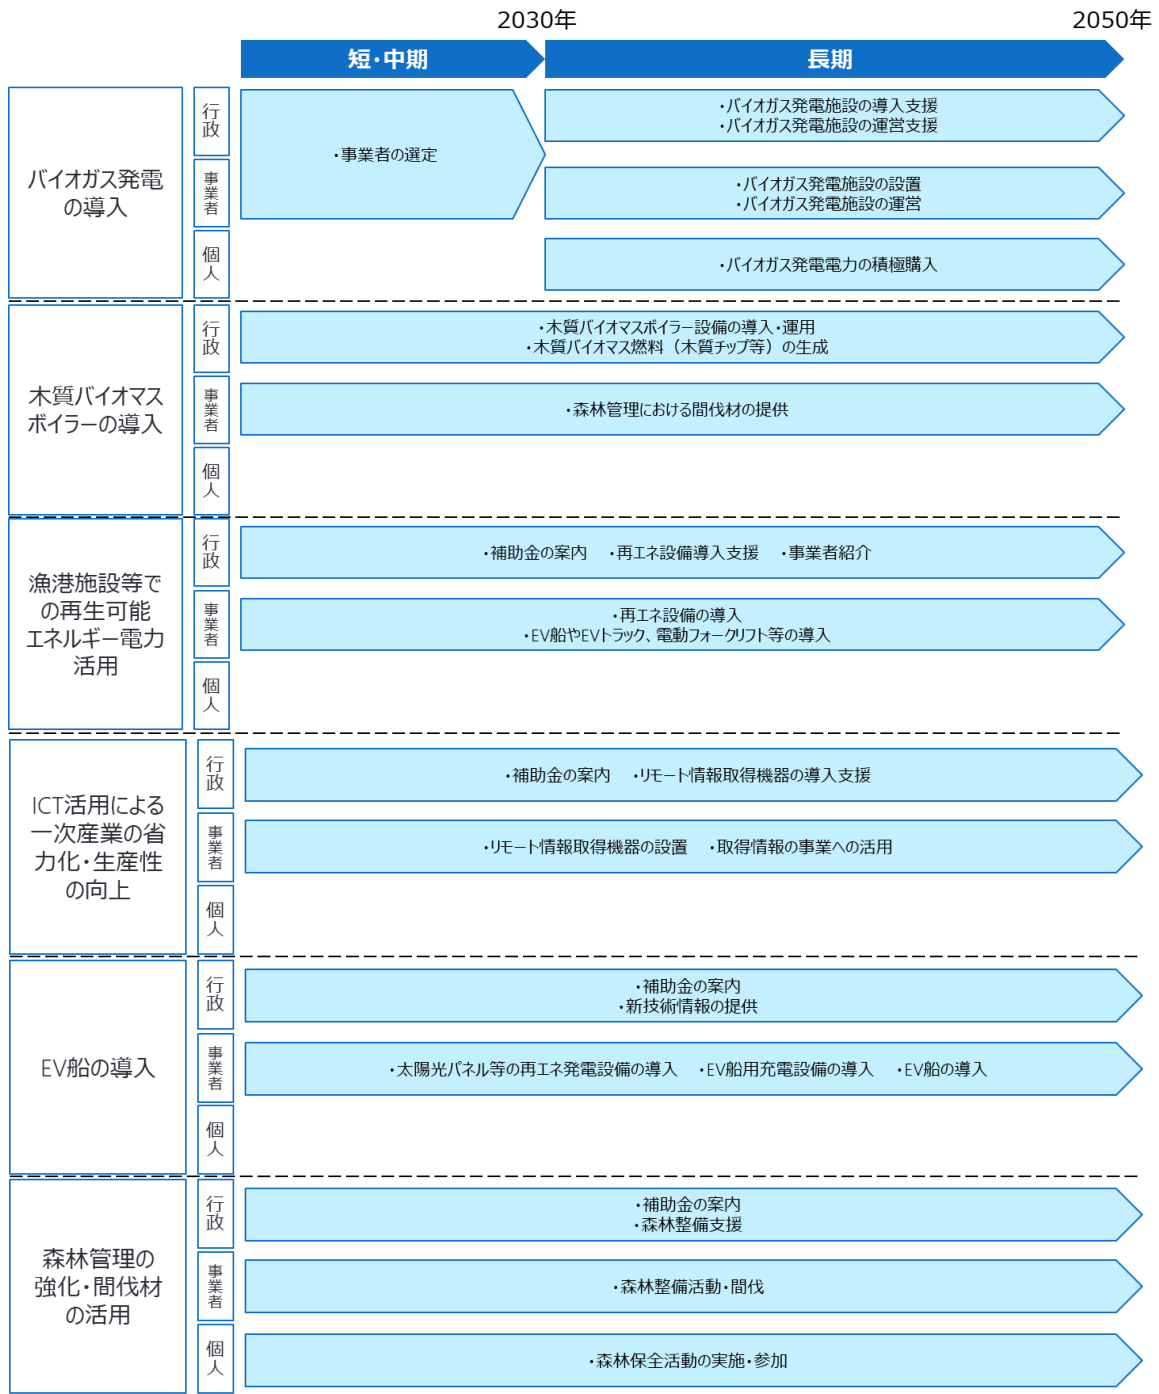 2030年
2050年
短・中期
長期
バイオガス発電
の導入
行政
・事業者の選定
・バイオガス発電施設の導入支援
・バイオガス発電施設の運営支援
事業者
・バイオガス発電施設の設置
・バイオガス発電施設の運営
個人
・バイオガス発電電力の積極購入
木質バイオマス
ボイラーの導入
行政
・木質バイオマスボイラー設備の導入・運用
・木質バイオマス燃料（木質チップ等）の生成
事業者
・森林管理における間伐材の提供
個人
漁港施設等で
の再生可能
エネルギー電力
活用
行政
・補助金の案内　・再エネ設備導入支援　・事業者紹介
事業者
・再エネ設備の導入
・EV船やEVトラック、電動フォークリフト等の導入
個人
ICT活用による
一次産業の省
力化・生産性
の向上
行政
・補助金の案内　・リモート情報取得機器の導入支援
事業者
・リモート情報取得機器の設置　・取得情報の事業への活用
個人
EV船の導入
行政
・補助金の案内
・新技術情報の提供
事業者
・太陽光パネル等の再エネ発電設備の導入　・EV船用充電設備の導入　・EV船の導入
個人
森林管理の
強化・間伐材
の活用
行政
・補助金の案内
・森林整備支援
事業者
・森林整備活動・間伐
個人
・森林保全活動の実施・参加